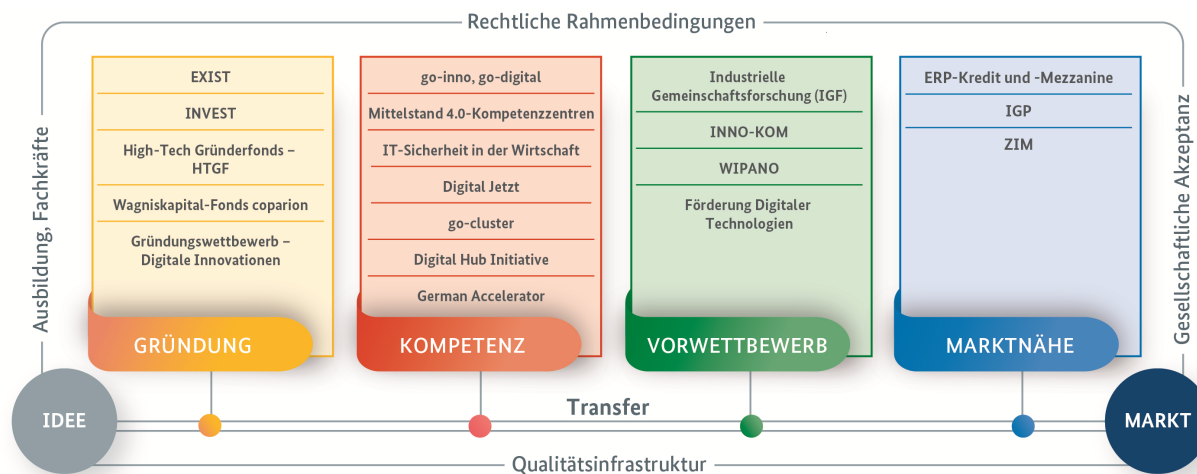 Rechtliche Rahmenbedingungen
Ausbildung, Fachkräfte
EXIST
INVEST
High-Tech Gründerfonds –
HTGF
Wagniskapital-Fonds coparion
Gründungswettbewerb –
Digitale Innovationen
GRÜNDUNG
go-inno, go-digital
Mittelstand 4.0-Kompetenzzentren
IT-Sicherheit in der Wirtschaft
Digital Jetzt
go-cluster
Digital Hub Initiative
German Accelerator
KOMPETENZ
Industrielle
Gemeinschaftsforschung (IGF)
INNO-KOM
WIPANO
Förderung Digitaler
Technologien
VORWETTBEWERB
ERP-Kredit und -Mezzanine
IGP
ZIM
MARKTNÄHE
Gesellschaftliche Akzeptanz
IDEE
Transfer
MARKT
Qualitätsinfrastruktur